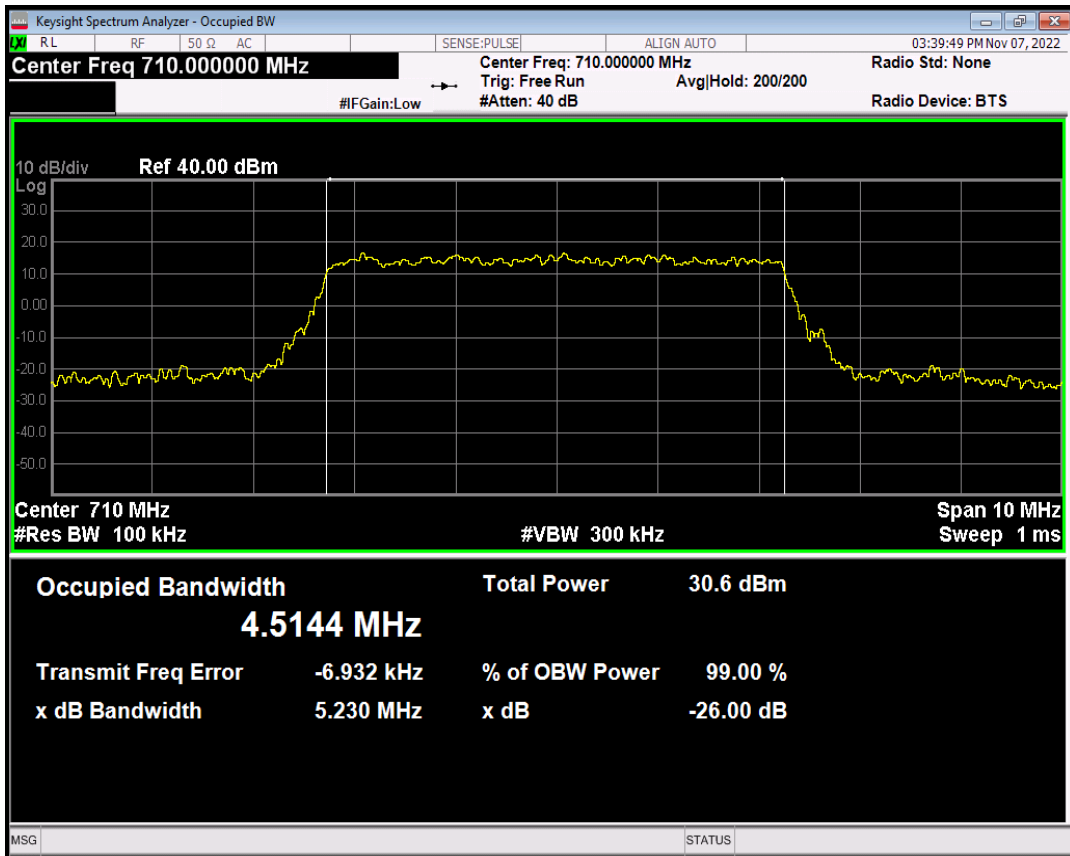 Keysight Spectrum Analyzer - Occupied BW
LXI RL RF 50 Ω AC SENSE:PULSE ALIGN AUTO 03:39:49 PM Nov 07, 2022
Center Freq 710.000000 MHz Center Freq: 710.000000 MHz Radio Std: None
Trig: Free Run Avg|Hold: 200/200
#IFGain:Low #Atten: 40 dB Radio Device: BTS
10 dB/div Ref 40.00 dBm
Log
30.0
20.0
10.0
0.00
-10.0
-20.0
-30.0
-40.0
-50.0
Center 710 MHz Span 10 MHz
#Res BW 100 kHz #VBW 300 kHz Sweep 1 ms
Occupied Bandwidth Total Power 30.6 dBm
4.5144 MHz
Transmit Freq Error -6.932 kHz % of OBW Power 99.00 %
x dB Bandwidth 5.230 MHz x dB -26.00 dB
MSG STATUS